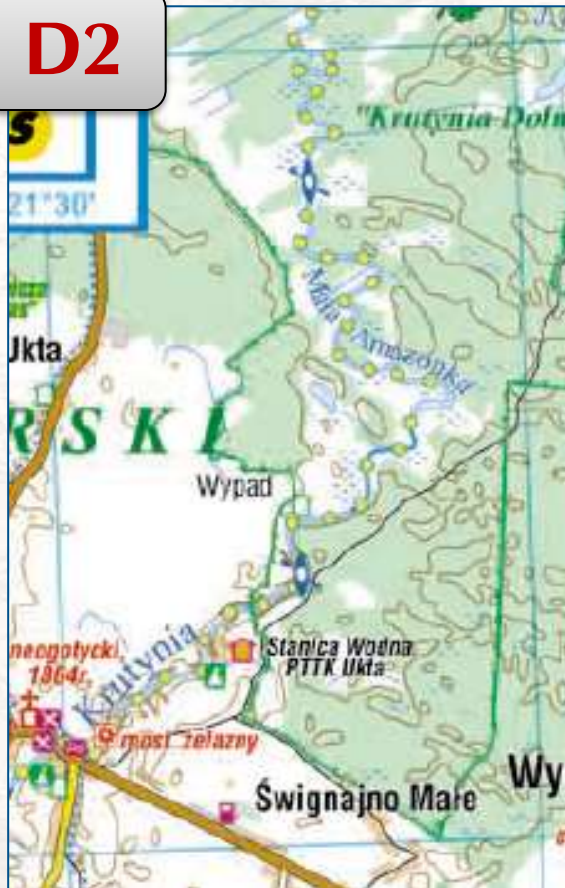 D2
"Krutynia Doln
S
21°30'
Mała Amazonka
Ukta
RSKI
Wypad
Krutynia
neogotycki,
1864r.
Stanica Wodna
PTTK Ukta
most żelazny
Wy
Śwignajno Małe